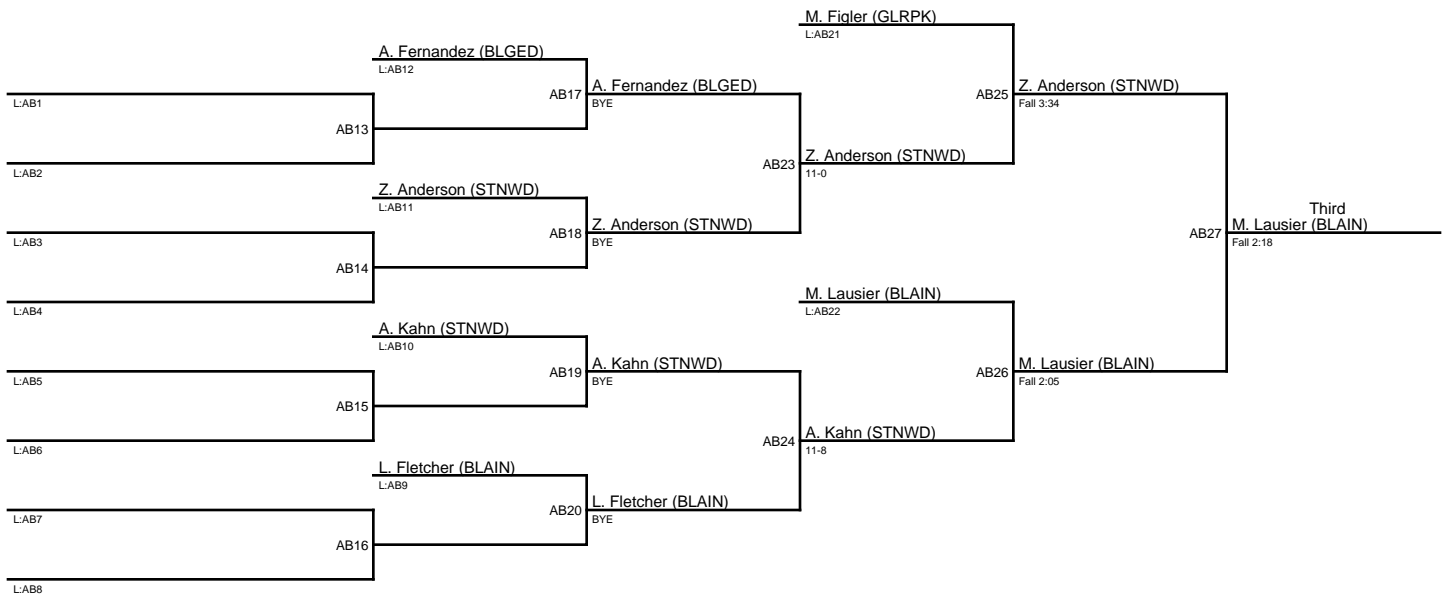 M. Figler (GLRPK)
L:AB21
A. Fernandez (BLGED)
L:AB12
AB17
A. Fernandez (BLGED)
BYE
AB25
Z. Anderson (STNWD)
Fall 3:34
L:AB1
AB13
L:AB2
AB23
Z. Anderson (STNWD)
11-0
Z. Anderson (STNWD)
L:AB11
AB18
Z. Anderson (STNWD)
BYE
L:AB3
AB14
L:AB4
Third
AB27
M. Lausier (BLAIN)
Fall 2:18
M. Lausier (BLAIN)
L:AB22
A. Kahn (STNWD)
L:AB10
AB19
A. Kahn (STNWD)
BYE
AB26
M. Lausier (BLAIN)
Fall 2:05
L:AB5
AB15
L:AB6
AB24
A. Kahn (STNWD)
11-8
L. Fletcher (BLAIN)
L:AB9
AB20
L. Fletcher (BLAIN)
BYE
L:AB7
AB16
L:AB8